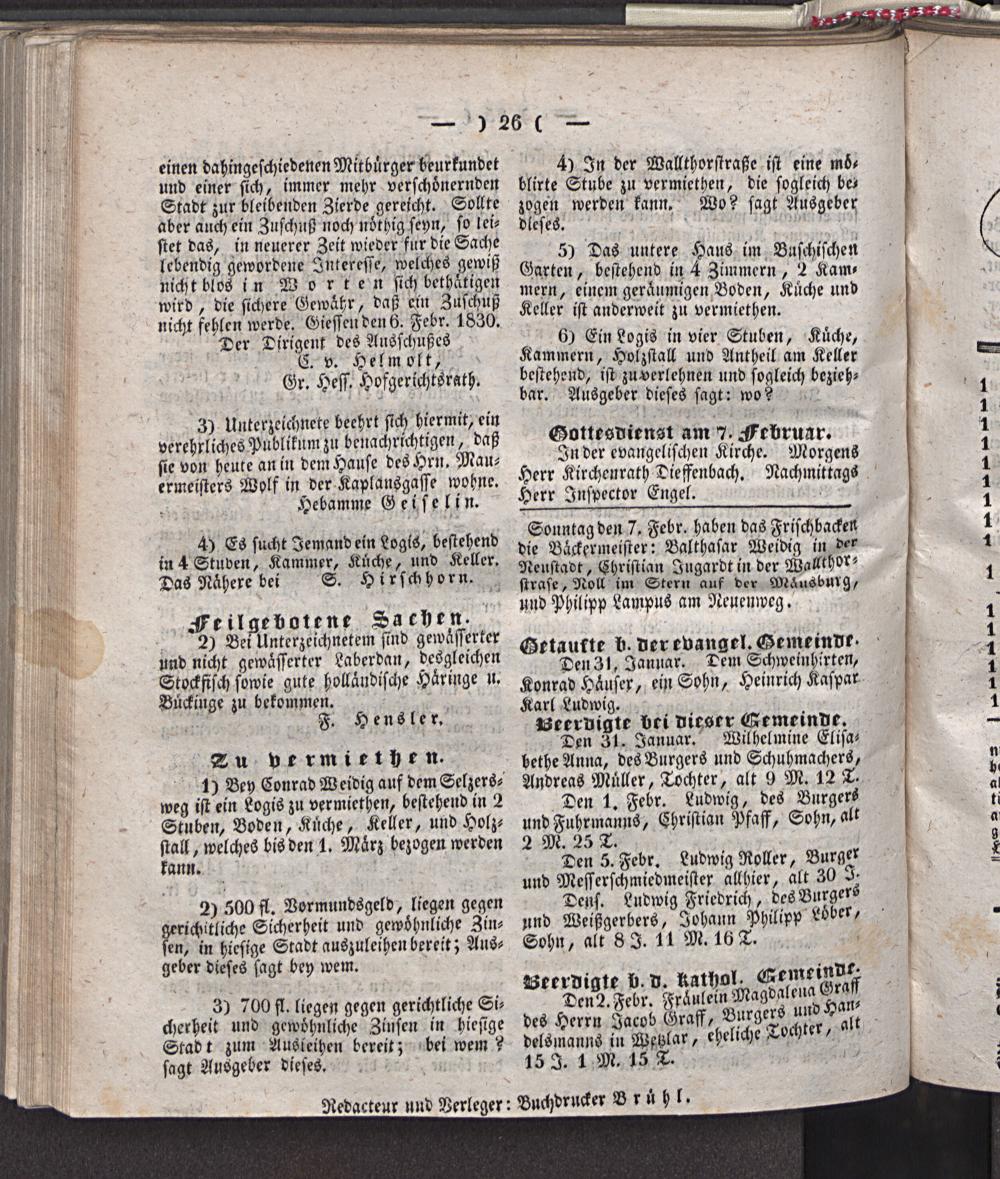 — ) 26 ( —
einen dahingeschiedenen Mitbürger beurkundet
und einer sich, immer mehr verschönernden
Stadt zur bleibenden Zierde gereicht. Sollte
aber auch ein Zuschuß noch nöthig seyn, so lei-
stet das, in neuerer Zeit wieder für die Sache
lebendig gewordene Interesse, welches gewiß
nicht blos in Worten sich bethätigen
wird, die sichere Gewähr, daß ein Zuschuß
nicht fehlen werde. Giessen den 6. Febr. 1830.
Der Dirigent des Ausschußes
C. v. Helmolt,
Gr. Hess. Hofgerichtsrath.
3) Unterzeichnete beehrt sich hiermit, ein
verehrliches Publikum zu benachrichtigen, daß
sie von heute an in dem Hause des Hrn. Mau-
ermeisters Wolf in der Kaplansgasse wohne.
Hebamme Geiselin.
4) Es sucht Jemand ein Logis, bestehend
in 4 Stuben, Kammer, Küche, und Keller.
Das Nähere bei S. Hirschhorn.
Feilgebotene Sachen.
2) Bei Unterzeichnetem sind gewässerter
und nicht gewässerter Laberdan, desgleichen
Stockfisch sowie gute holländische Häringe u.
Bückinge zu bekommen.
F. Hensler.
Zu vermiethen.
1) Bey Conrad Weidig auf dem Selzers-
weg ist ein Logis zu vermiethen, bestehend in 2
Stuben, Boden, Küche, Keller, und Holz-
stall, welches bis den 1. März bezogen werden
kann.
2) 500 fl. Vormundsgeld, liegen gegen
gerichtliche Sicherheit und gewöhnliche Zin-
sen, in hiesige Stadt auszuleihen bereit; Aus-
geber dieses sagt bey wem.
3) 700 fl. liegen gegen gerichtliche Si-
cherheit und gewöhnliche Zinsen in hiesige
Stadt zum Ausleihen bereit; bei wem?
sagt Ausgeber dieses.
4) In der Wallthorstraße ist eine mö-
blirte Stube zu vermiethen, die sogleich be-
zogen werden kann. Wo? sagt Ausgeber
dieses.
5) Das untere Haus im Buschischen
Garten, bestehend in 4 Zimmern, 2 Kam-
mern, einem geräumigen Boden, Küche und
Keller ist anderweit zu vermiethen.
6) Ein Logis in vier Stuben, Küche,
Kammern, Holzstall und Antheil am Keller
bestehend, ist zu verlehnen und sogleich bezieh-
bar. Ausgeber dieses sagt: wo?
Gottesdienst am 7. Februar.
In der evangelischen Kirche. Morgens
Herr Kirchenrath Dieffenbach. Nachmittags
Herr Inspector Engel.
Sonntag den 7. Febr. haben das Frischbacken
die Bäckermeister: Balthasar Weidig in der
Neustadt, Christian Jugardt in der Wallthor-
strase, Noll im Stern auf der Mäusburg,
und Philipp Lampus am Neuenweg.
Getaufte b. der evangel. Gemeinde.
Den 31. Januar. Dem Schweinhirten,
Konrad Häuser, ein Sohn, Heinrich Kaspar
Karl Ludwig.
Beerdigte bei dieser Gemeinde.
Den 31. Januar. Wilhelmine Elisa-
bethe Anna, des Burgers und Schuhmachers,
Andreas Müller, Tochter, alt 9 M. 12 T.
Den 1. Febr. Ludwig, des Burgers
und Fuhrmanns, Christian Pfaff, Sohn, alt
2 M. 25 T.
Den 5. Febr. Ludwig Roller, Burger
und Messerschmiedmeister allhier, alt 30 J.
Dens. Ludwig Friedrich, des Burgers
und Weißgerbers, Johann Philipp Löber,
Sohn, alt 8 J. 11 M. 16 T.
Beerdigte b. d. kathol. Gemeinde.
Den 2. Febr. Fräulein Magdalena Graff
des Herrn Jacob Graff, Burgers und Han-
delsmanns in Wetzlar, eheliche Tochter, alt
15 J. 1 M. 15 T.
Redacteur und Verleger: Buchdrucker Brühl.